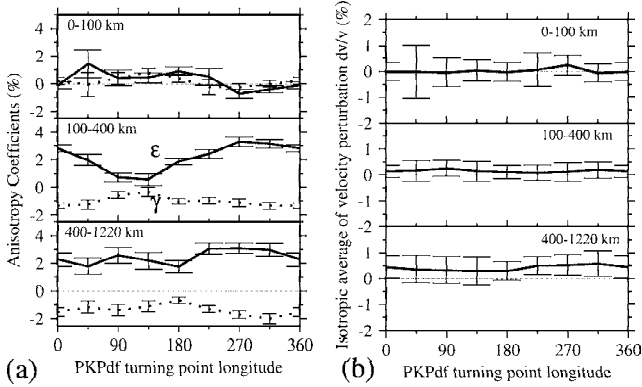 Anisotropy Coefficients (%)
0-100 km
4
2
0
-2
100-400 km
4
2
0
-2
ε
γ
400-1220 km
4
2
0
-2
0 90 180 270 360
PKPdf turning point longitude
(a)
Isotropic average of velocity perturbation dv/v (%)
0-100 km
2
1
0
-1
100-400 km
2
1
0
-1
400-1220 km
2
1
0
-1
-2
0 90 180 270 360
PKPdf turning point longitude
(b)